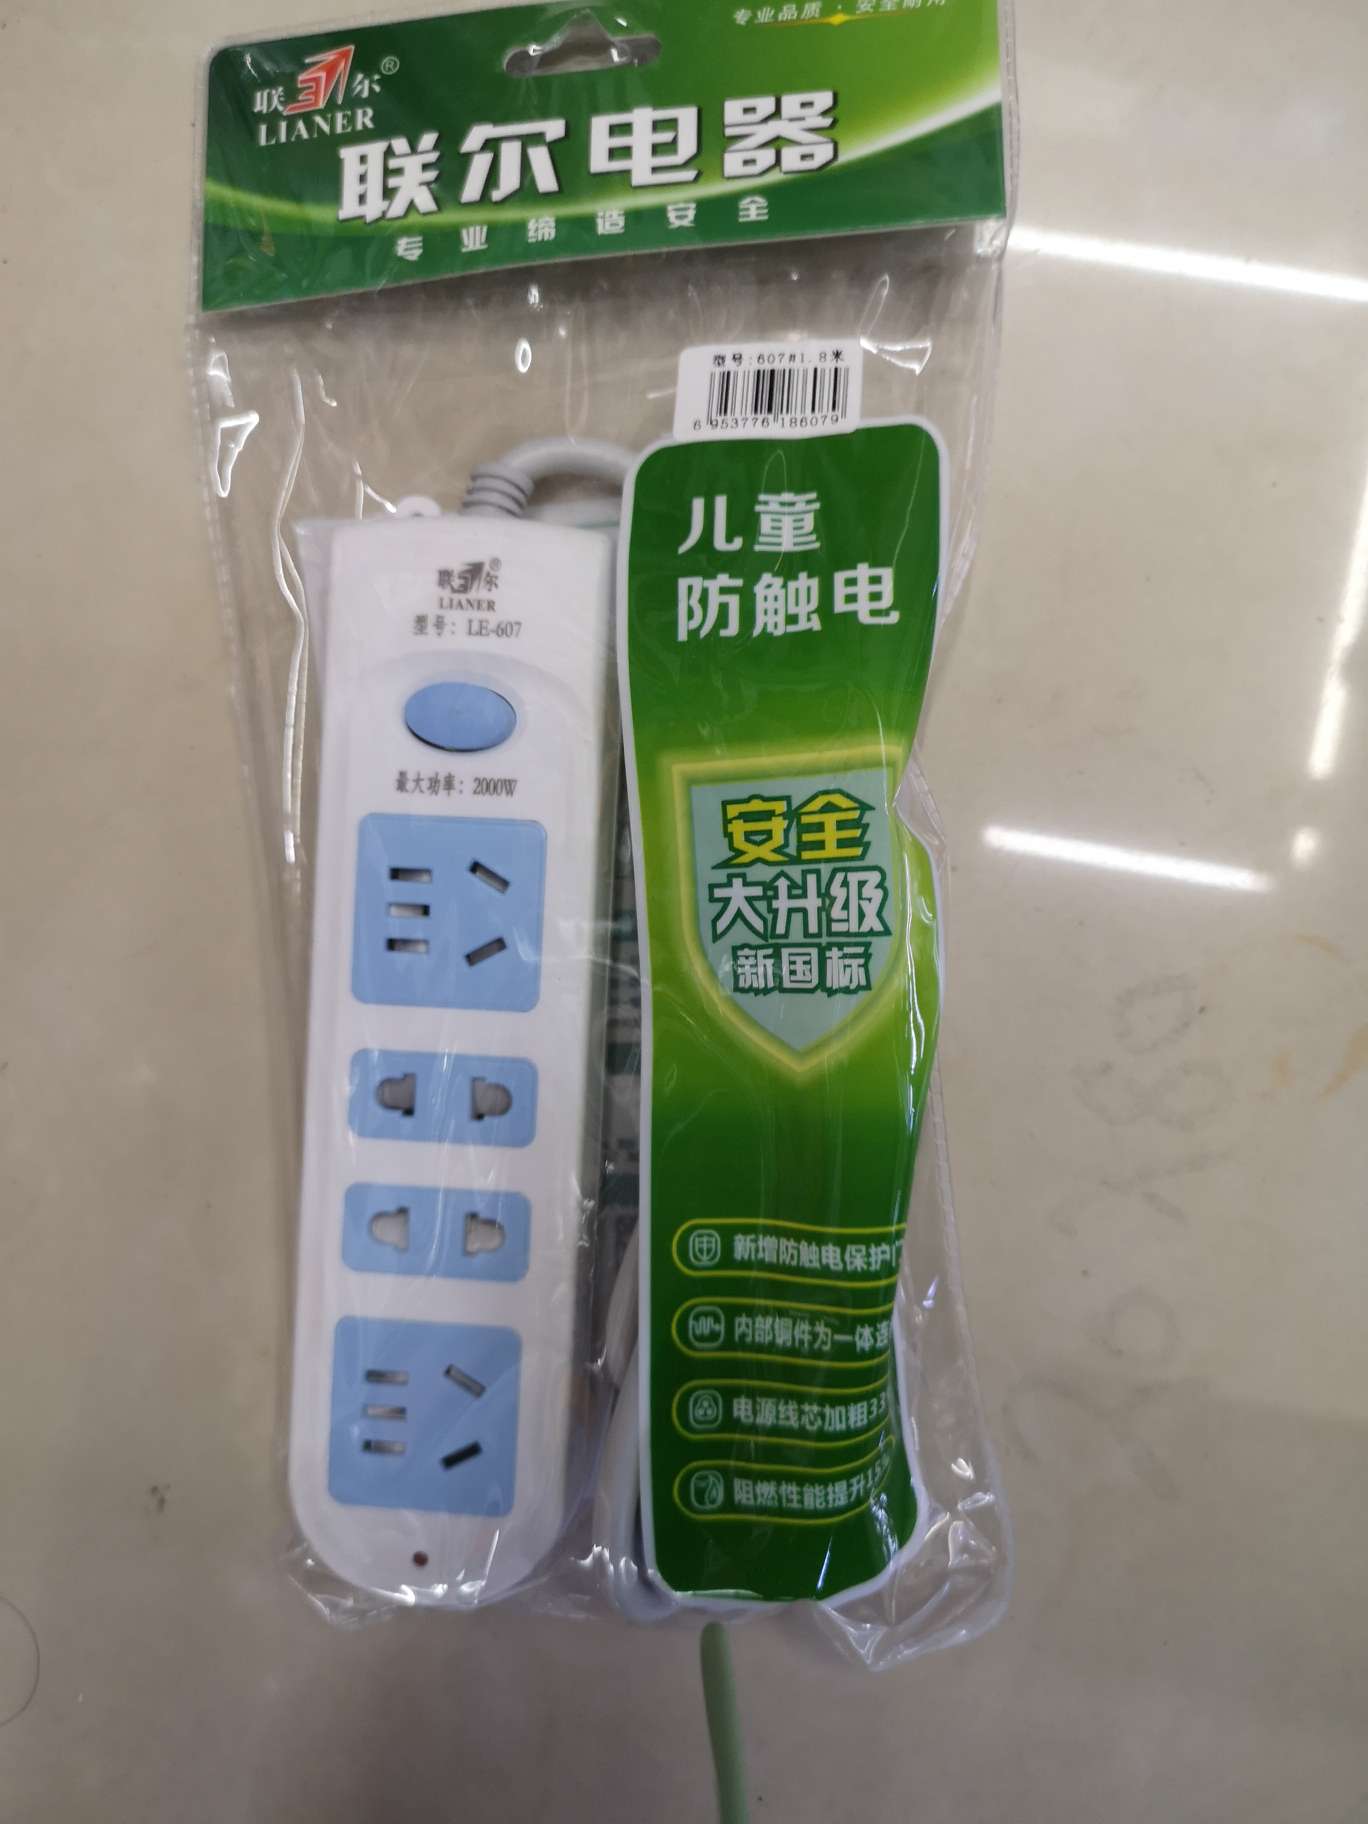 专业品质·安全耐用
联尔®
LIANER
联尔电器
专业缔造安全
型号:607#1.8米
6 953776 186079
联尔®
LIANER
型号：LE-607
最大功率：2000W
儿童
防触电
安全
大升级
新国标
新增防触电保护
内部铜件为一体
电源线芯加粗33
阻燃性能提升15%